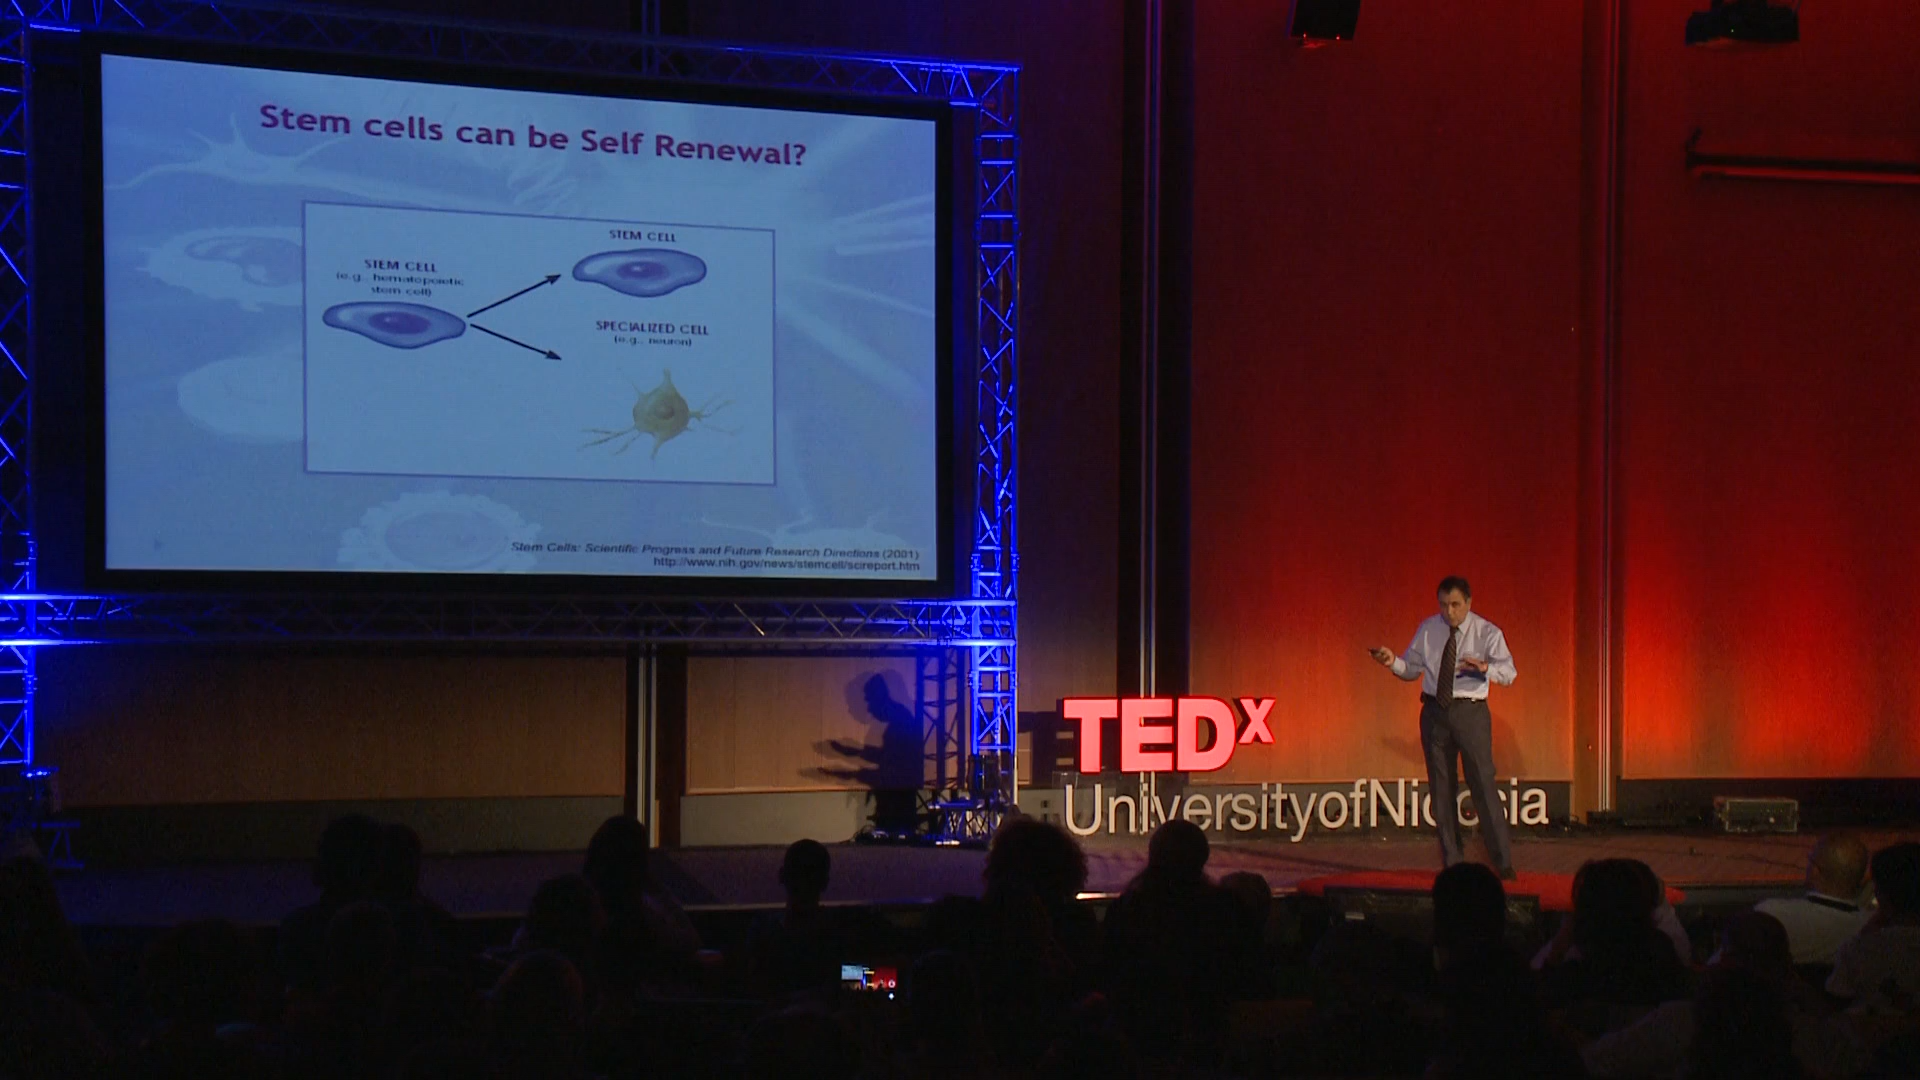 Stem cells can be Self Renewal?
STEM CELL
(e.g., hematopoietic
stem cell)
STEM CELL
SPECIALIZED CELL
(e.g., neuron)
Stem Cells: Scientific Progress and Future Research Directions (2001)
http://www.nih.gov/news/stemcell/scireport.htm
TEDx
UniversityofNicosia